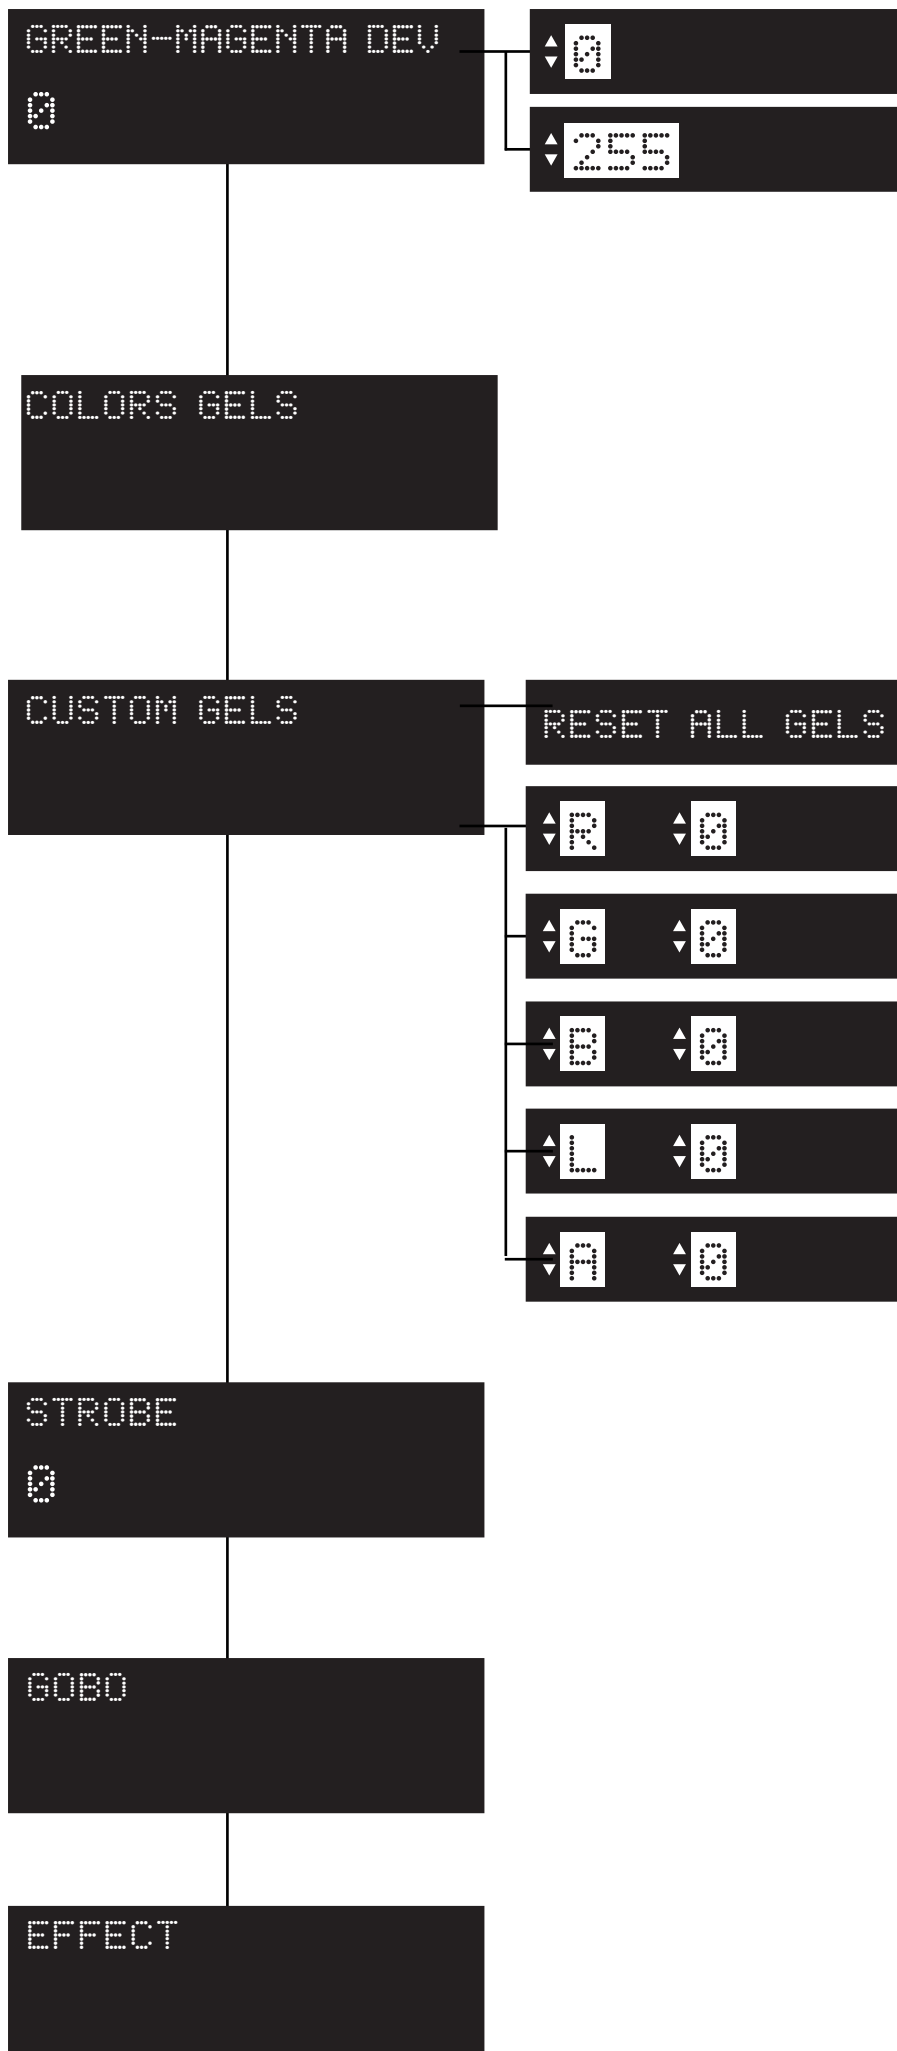 GREEN-MAGENTA DEV
0
0
255
COLORS GELS
CUSTOM GELS
RESET ALL GELS
R 0
G 0
B 0
L 0
A 0
STROBE
0
GOBO
EFFECT